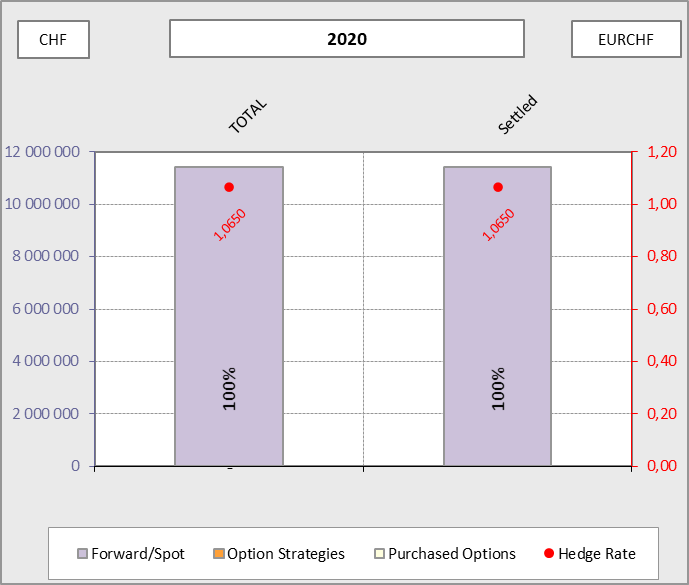 CHF
2020
EURCHF
TOTAL
Settled
12 000 000
10 000 000
8 000 000
6 000 000
4 000 000
2 000 000
0
1,0650
1,0650
100%
100%
-
1,20
1,00
0,80
0,60
0,40
0,20
0,00
Forward/Spot
Option Strategies
Purchased Options
Hedge Rate